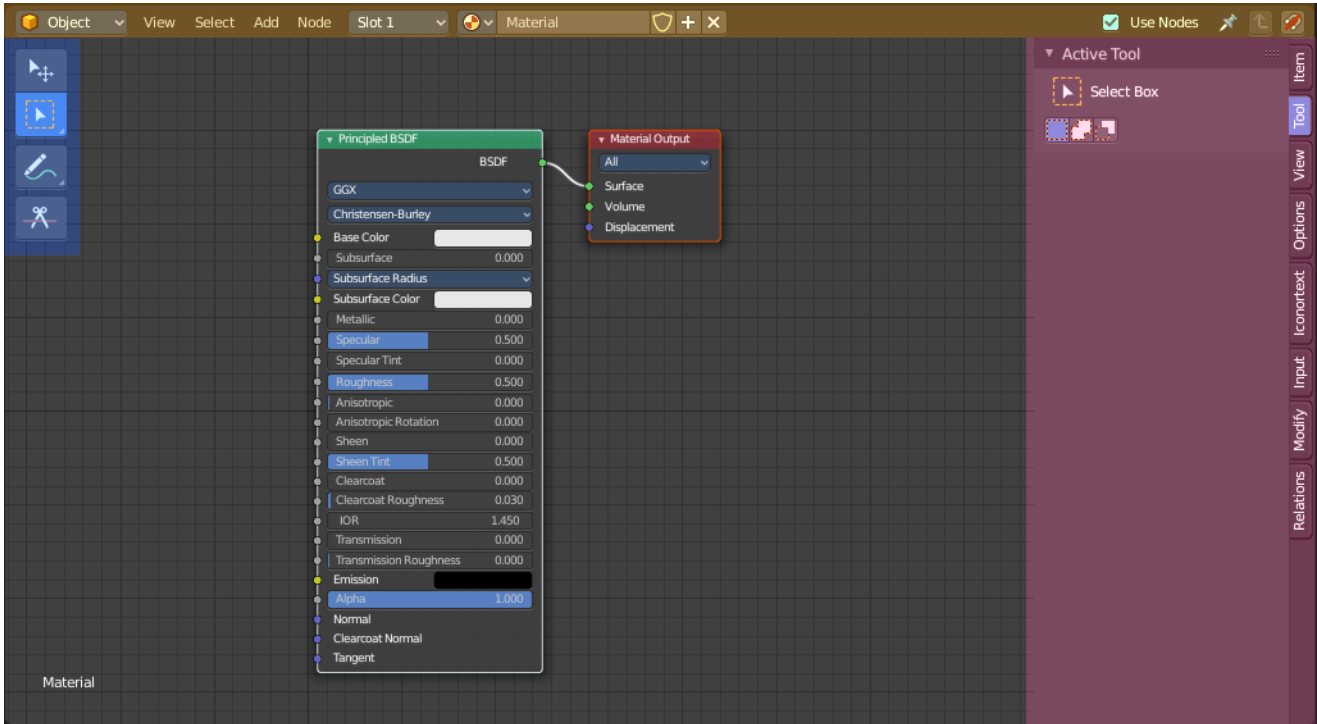 Object View Select Add Node Slot 1 Material Use Nodes
Active Tool
Select Box
Item
Tool
View
Options
Iconortext
Input
Modify
Relations
Principled BSDF
BSDF
GGX
Christensen-Burley
Base Color
Subsurface 0.000
Subsurface Radius
Subsurface Color
Metallic 0.000
Specular 0.500
Specular Tint 0.000
Roughness 0.500
Anisotropic 0.000
Anisotropic Rotation 0.000
Sheen 0.000
Sheen Tint 0.500
Clearcoat 0.000
Clearcoat Roughness 0.030
IOR 1.450
Transmission 0.000
Transmission Roughness 0.000
Emission
Alpha 1.000
Normal
Clearcoat Normal
Tangent
Material Output
All
Surface
Volume
Displacement
Material